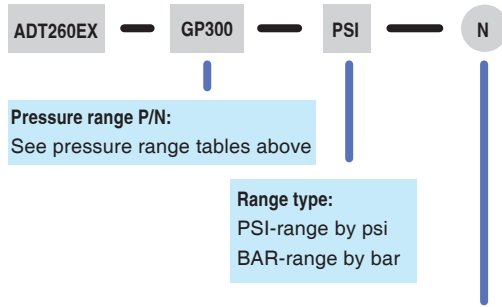 ADT260EX GP300 PSI N
Pressure range P/N:
See pressure range tables above
Range type:
PSI-range by psi
BAR-range by bar